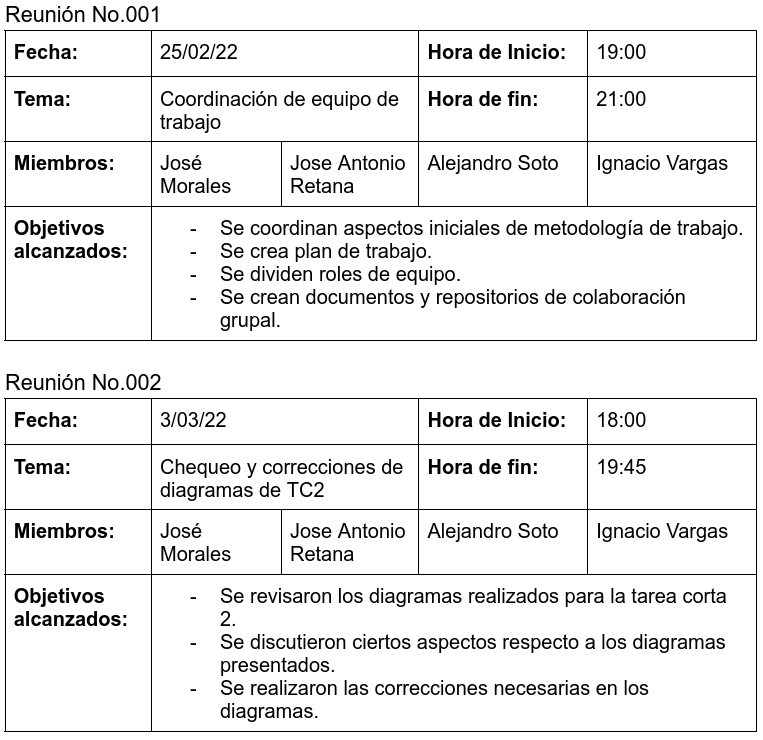 Reunión No.001
Fecha: 25/02/22 Hora de Inicio: 19:00
Tema: Coordinación de equipo de Hora de fin: 21:00
trabajo
Miembros: José Jose Antonio Alejandro Soto Ignacio Vargas
Morales Retana
Objetivos - Se coordinan aspectos iniciales de metodología de trabajo.
alcanzados: - Se crea plan de trabajo.
- Se dividen roles de equipo.
- Se crean documentos y repositorios de colaboración
grupal.
Reunión No.002
Fecha: 3/03/22 Hora de Inicio: 18:00
Tema: Chequeo y correcciones de Hora de fin: 19:45
diagramas de TC2
Miembros: José Jose Antonio Alejandro Soto Ignacio Vargas
Morales Retana
Objetivos - Se revisaron los diagramas realizados para la tarea corta
alcanzados: 2.
- Se discutieron ciertos aspectos respecto a los diagramas
presentados.
- Se realizaron las correcciones necesarias en los
diagramas.